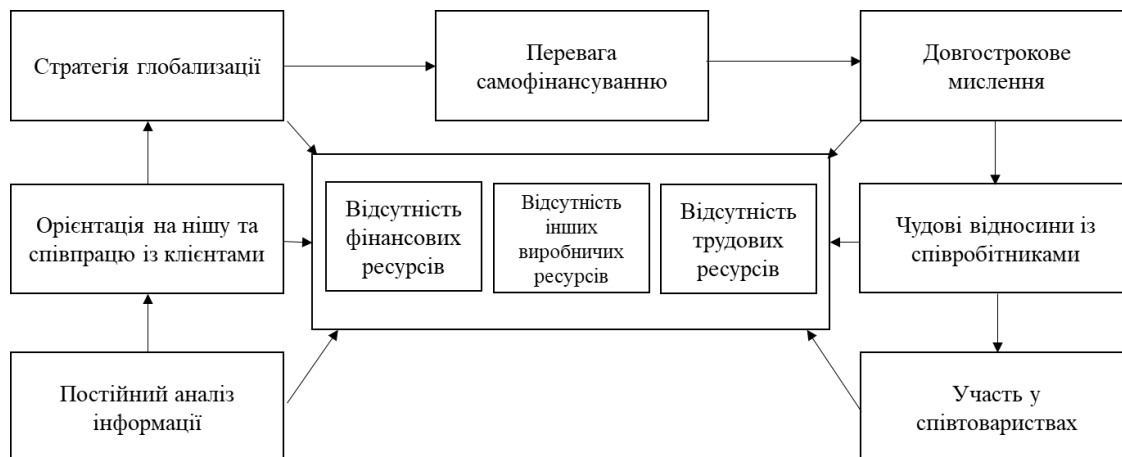 Стратегія глобализації
Перевага
самофінансуванню
Довгострокове
мислення
Орієнтація на нішу та
співпрацю із клієнтами
Відсутність
фінансових
ресурсів
Відсутність
інших
виробничих
ресурсів
Відсутність
трудових
ресурсів
Чудові відносини із
співробітниками
Постійний аналіз
інформації
Участь у
співтовариствах